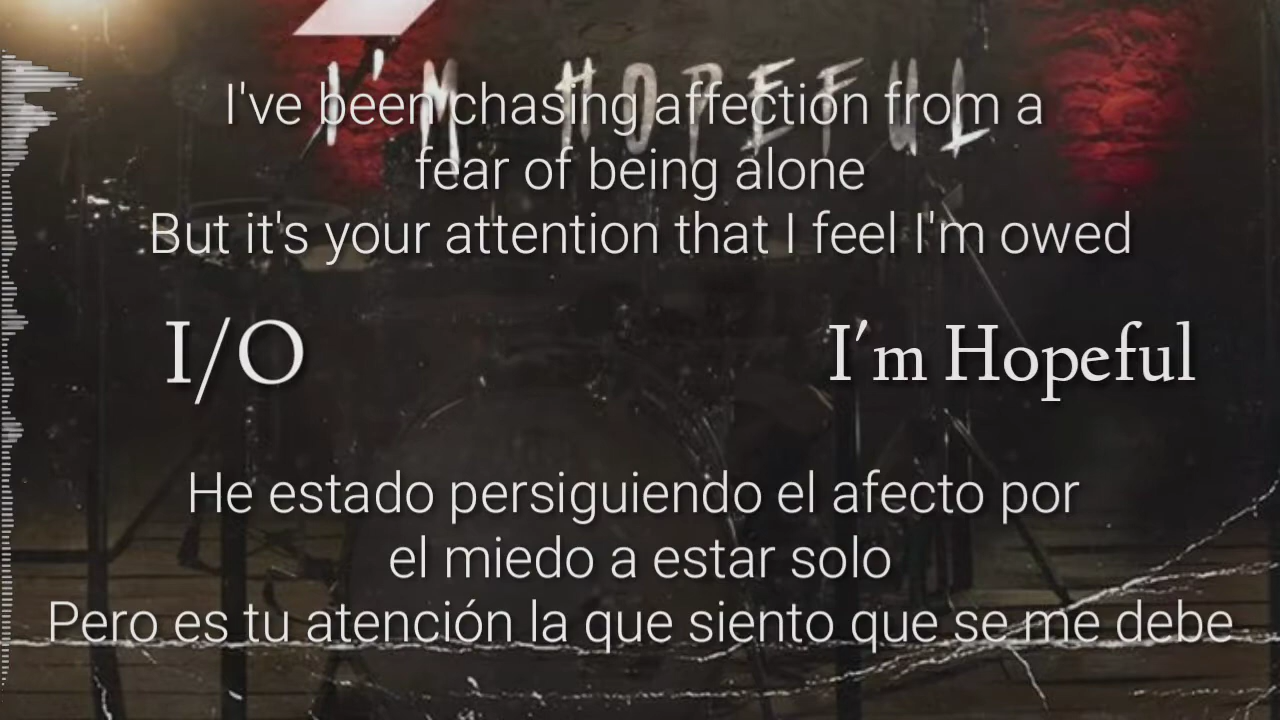 I'M HOPEFUL
I've been chasing affection from a
fear of being alone
But it's your attention that I feel I'm owed
I/O
I'm Hopeful
He estado persiguiendo el afecto por
el miedo a estar solo
Pero es tu atención la que siento que se me debe